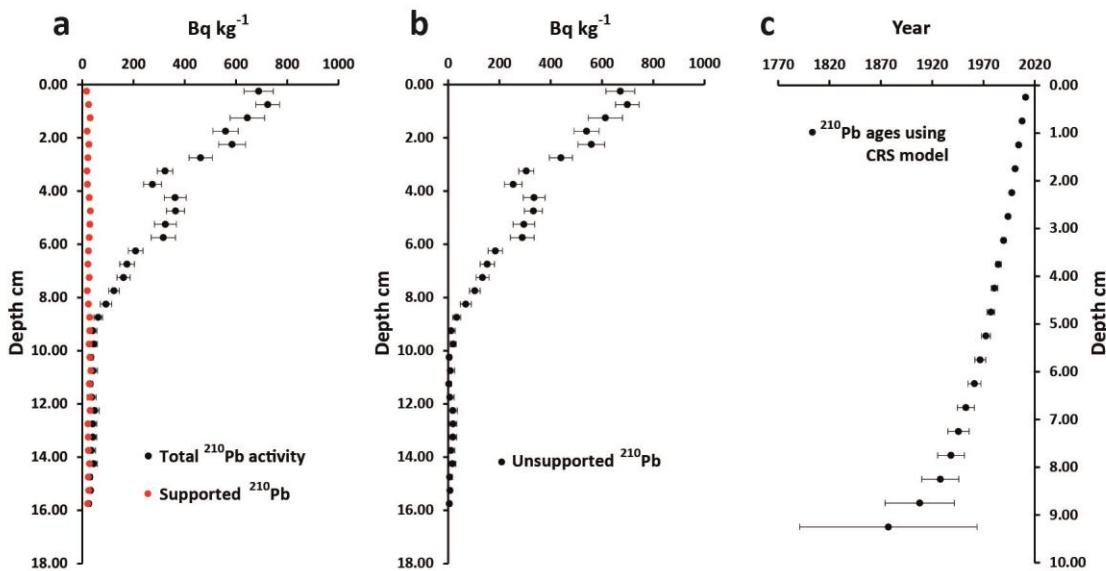 a
Bq kg⁻¹
0 200 400 600 800 1000
0.00
2.00
4.00
6.00
8.00
10.00
12.00
14.00
16.00
18.00
Depth cm
Total ²¹⁰Pb activity
Supported ²¹⁰Pb
b
Bq kg⁻¹
0 200 400 600 800 1000
0.00
2.00
4.00
6.00
8.00
10.00
12.00
14.00
16.00
18.00
Depth cm
Unsupported ²¹⁰Pb
c
Year
1770 1820 1870 1920 1970 2020
0.00
1.00
2.00
3.00
4.00
5.00
6.00
7.00
8.00
9.00
10.00
Depth cm
²¹⁰Pb ages using
CRS model